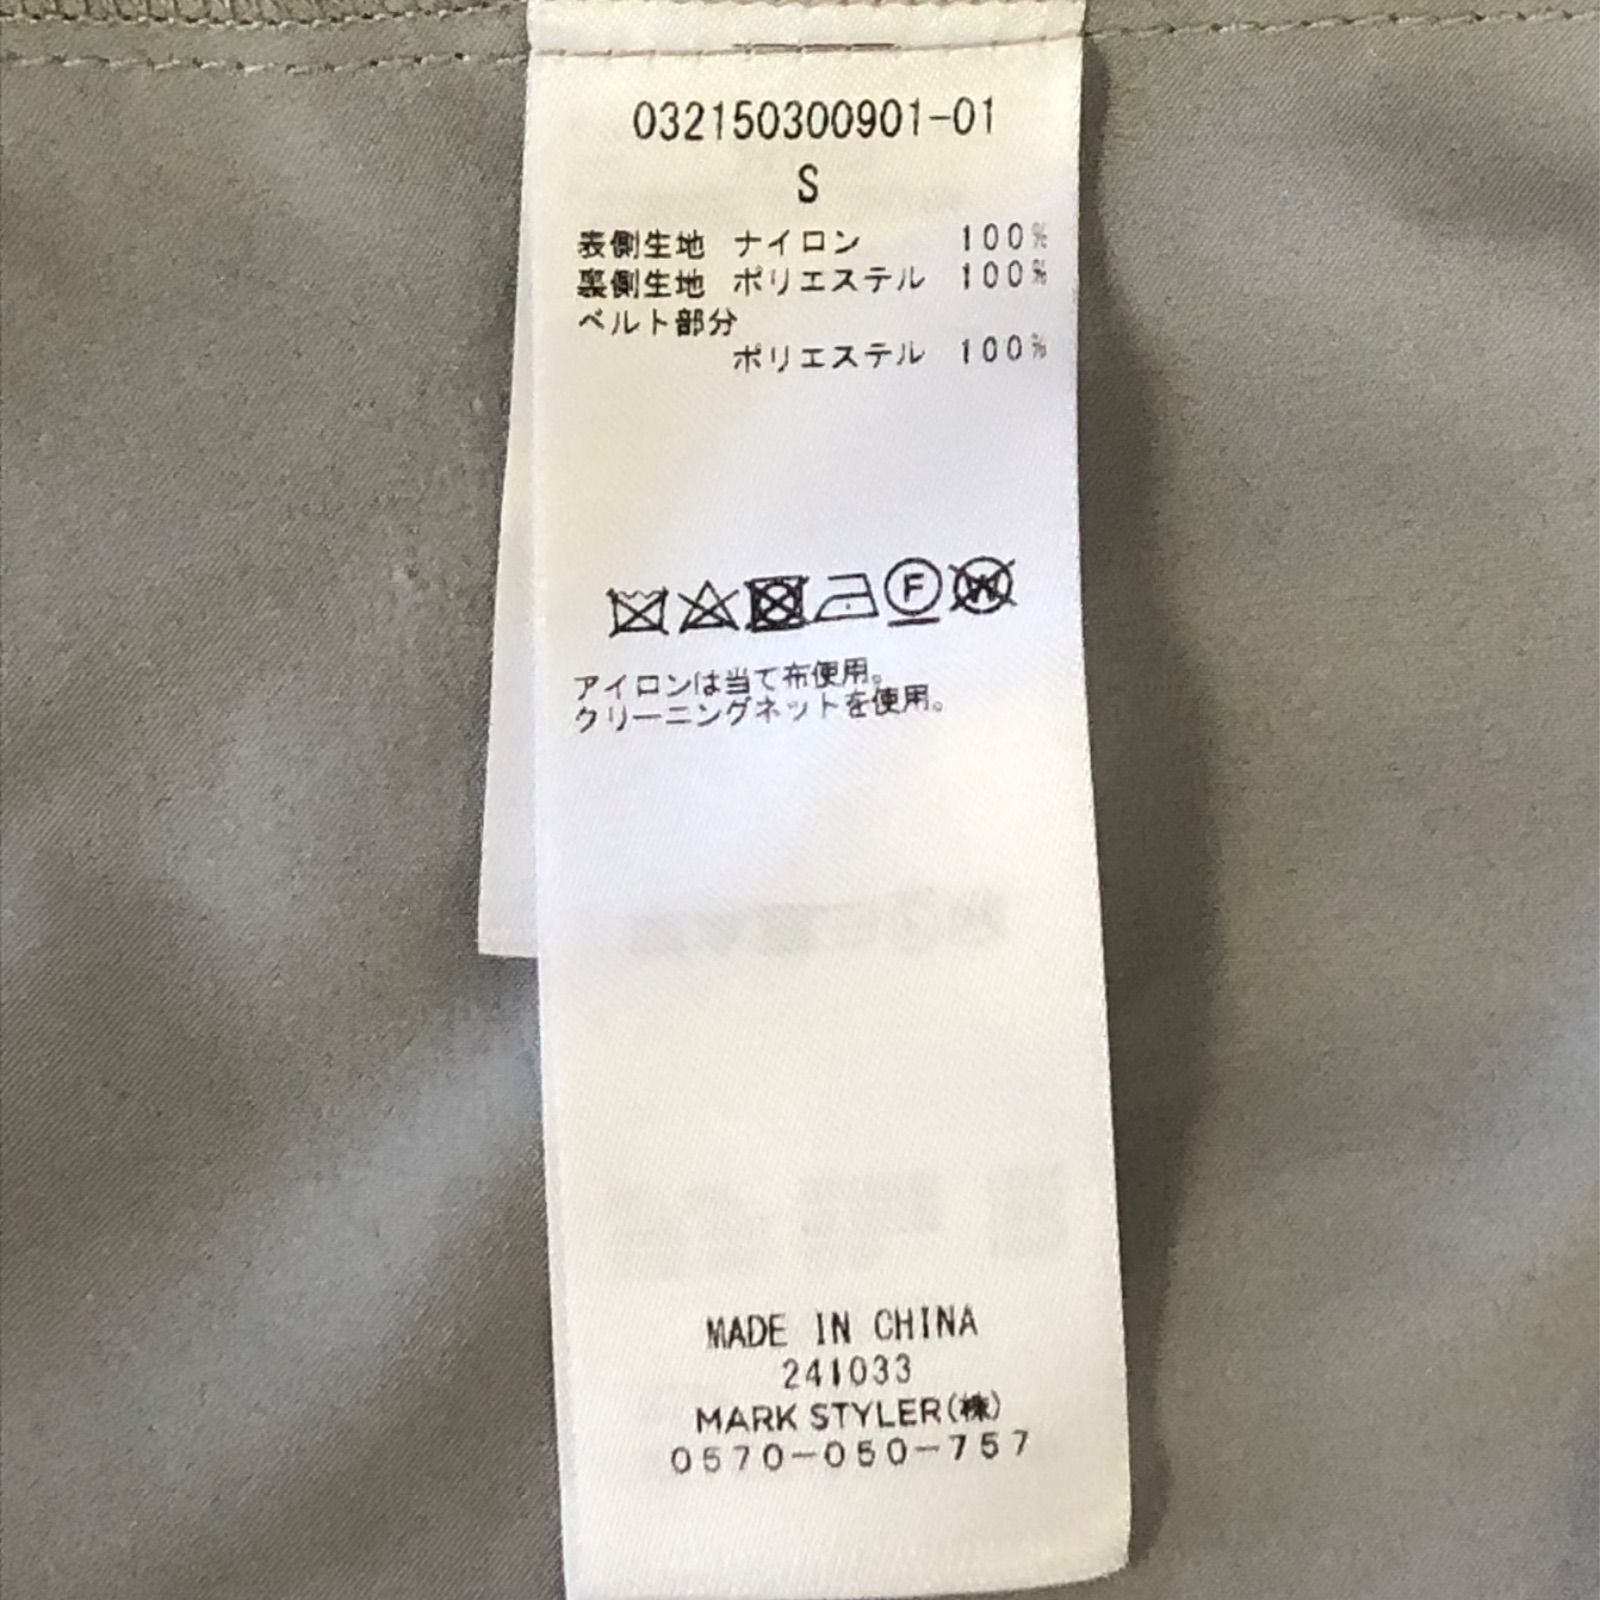 032150300901-01
S
表側生地 ナイロン 100%
裏側生地 ポリエステル 100%
ベルト部分
ポリエステル 100%
F W
アイロンは当て布使用。
クリーニングネットを使用。
MADE IN CHINA
241033
MARK STYLER(株)
0570-050-757